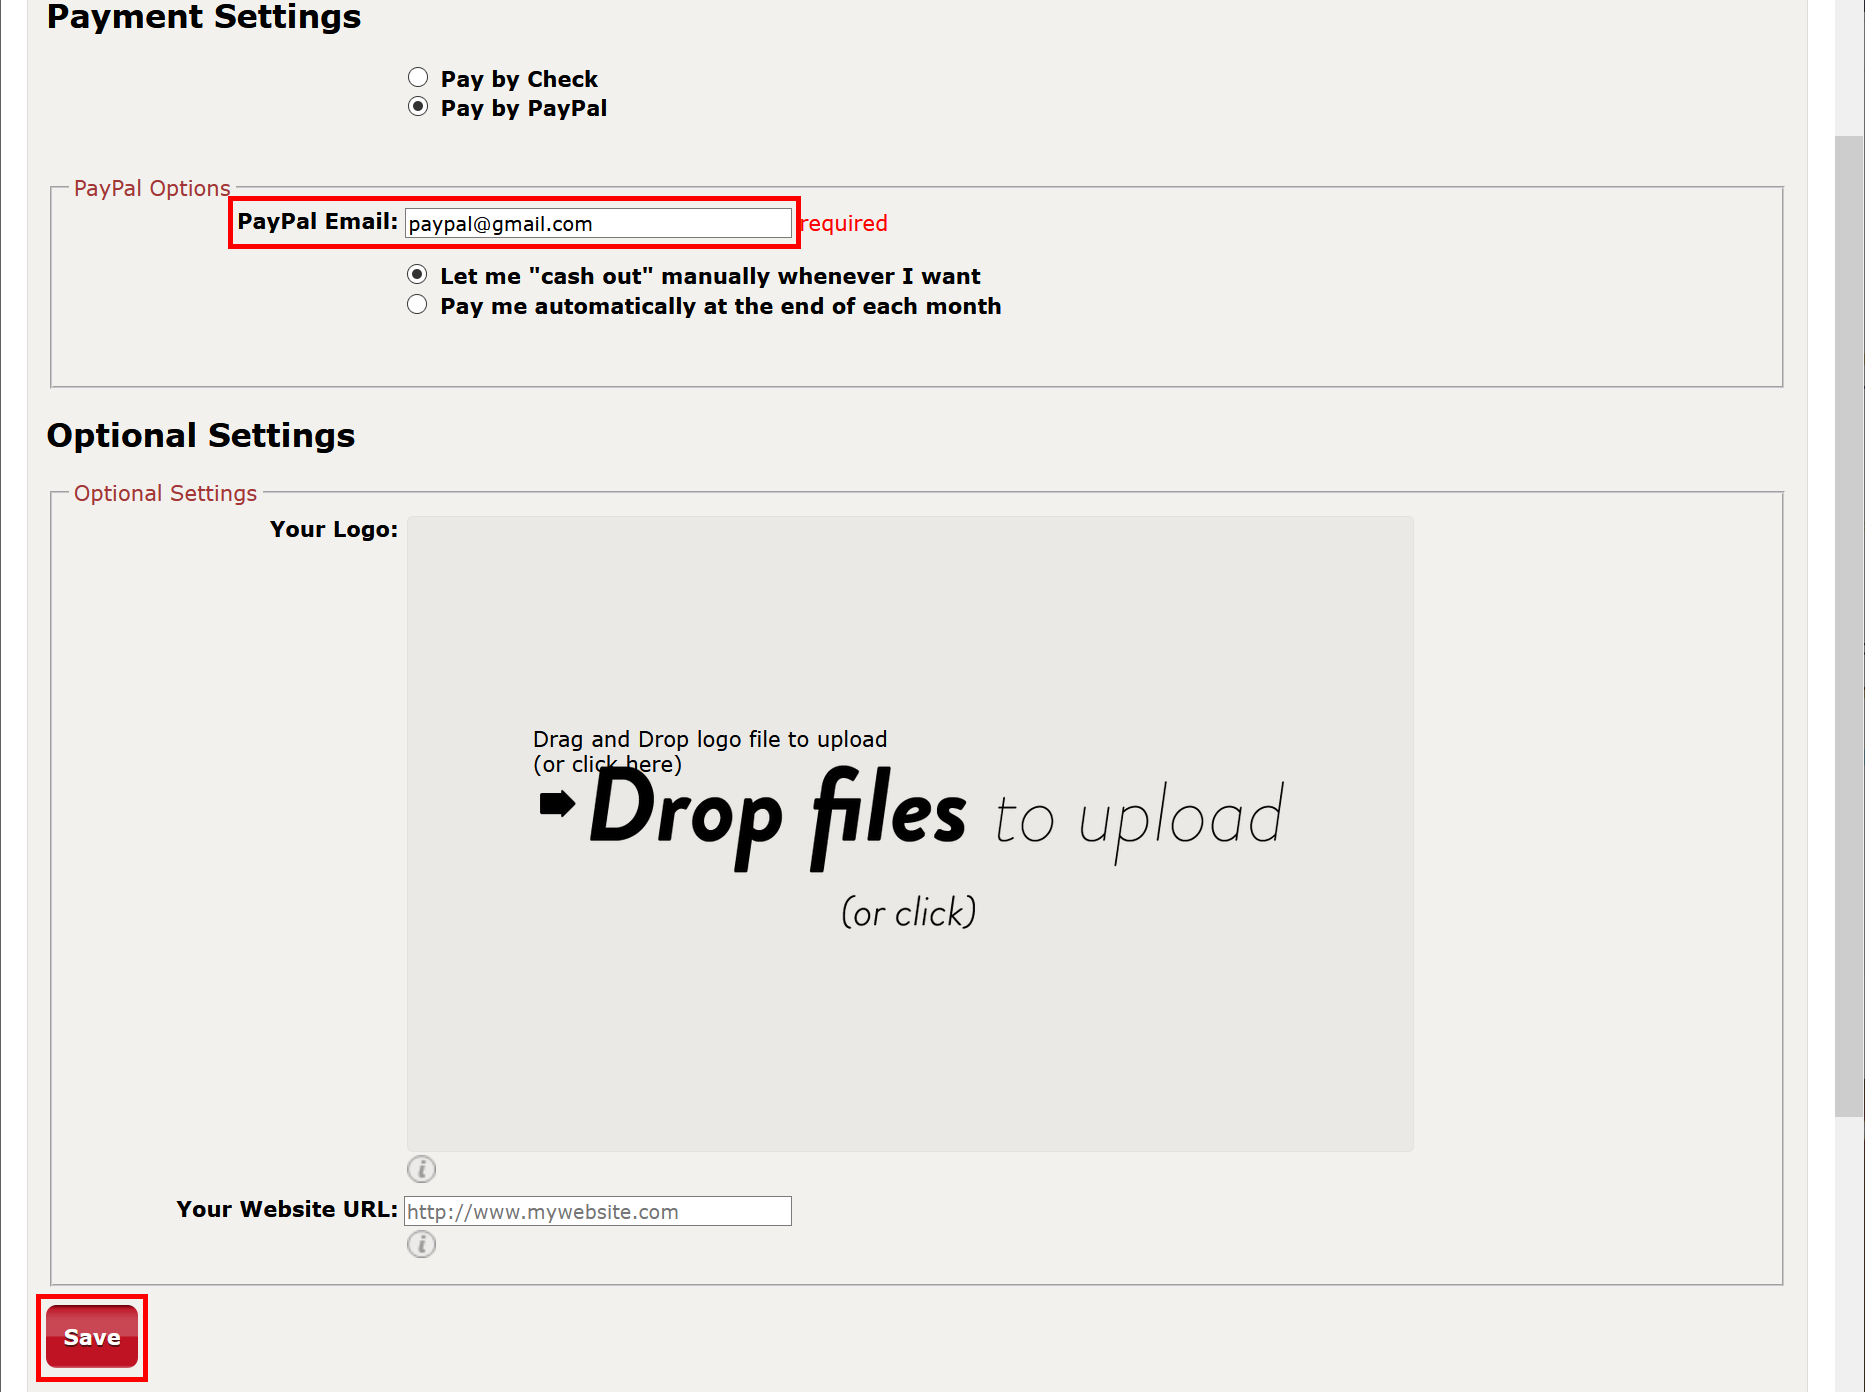 Payment Settings
Pay by Check
Pay by PayPal
PayPal Options
PayPal Email: paypal@gmail.com required
Let me "cash out" manually whenever I want
Pay me automatically at the end of each month
Optional Settings
Optional Settings
Your Logo:
Drag and Drop logo file to upload
(or click here)
Drop files to upload
(or click)
i
Your Website URL: http://www.mywebsite.com
i
Save